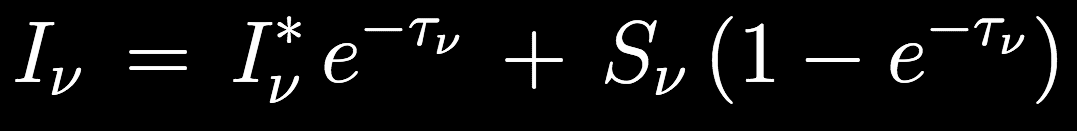 I_ν = I_ν^* e^{-τ_ν} + S_ν (1 - e^{-τ_ν})